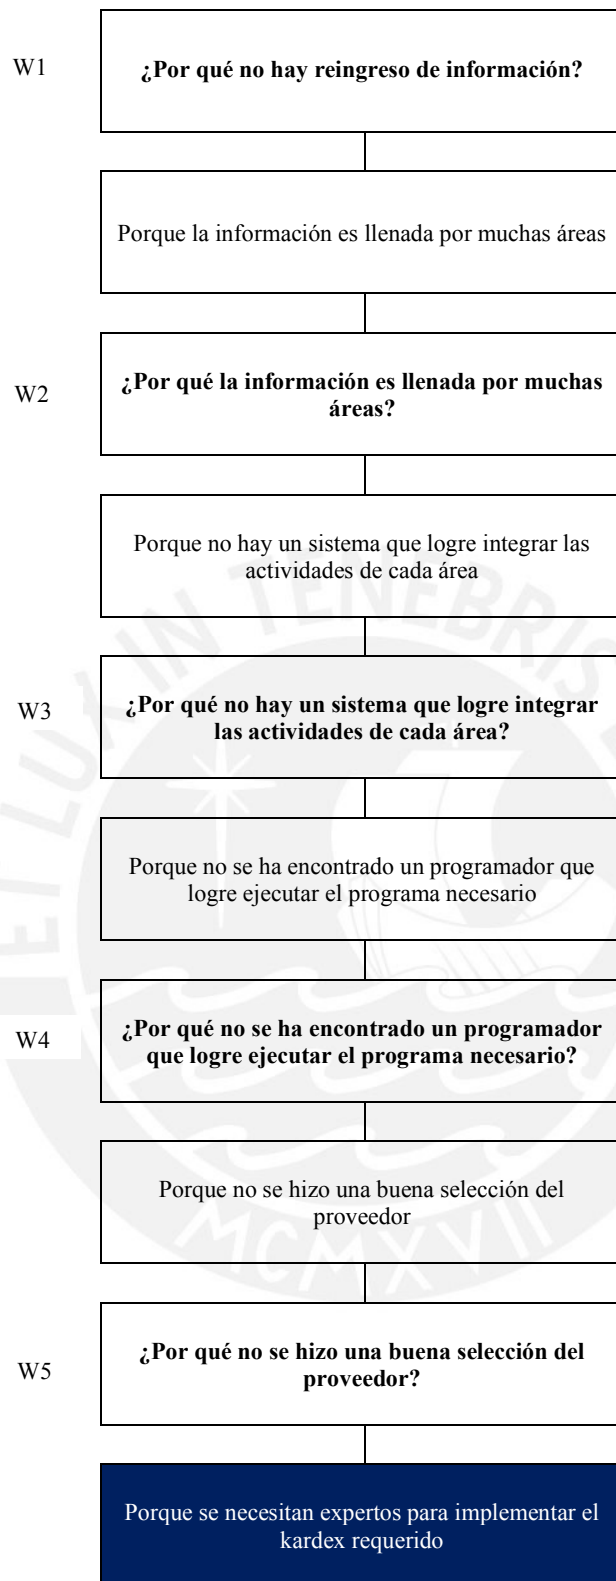 W1
¿Por qué no hay reingreso de información?
Porque la información es llenada por muchas áreas
W2
¿Por qué la información es llenada por muchas
áreas?
Porque no hay un sistema que logre integrar las
actividades de cada área
W3
¿Por qué no hay un sistema que logre integrar
las actividades de cada área?
Porque no se ha encontrado un programador que
logre ejecutar el programa necesario
W4
¿Por qué no se ha encontrado un programador
que logre ejecutar el programa necesario?
Porque no se hizo una buena selección del
proveedor
W5
¿Por qué no se hizo una buena selección del
proveedor?
Porque se necesitan expertos para implementar el
kardex requerido
ET LUX IN TENEBRIS
MCMXVII